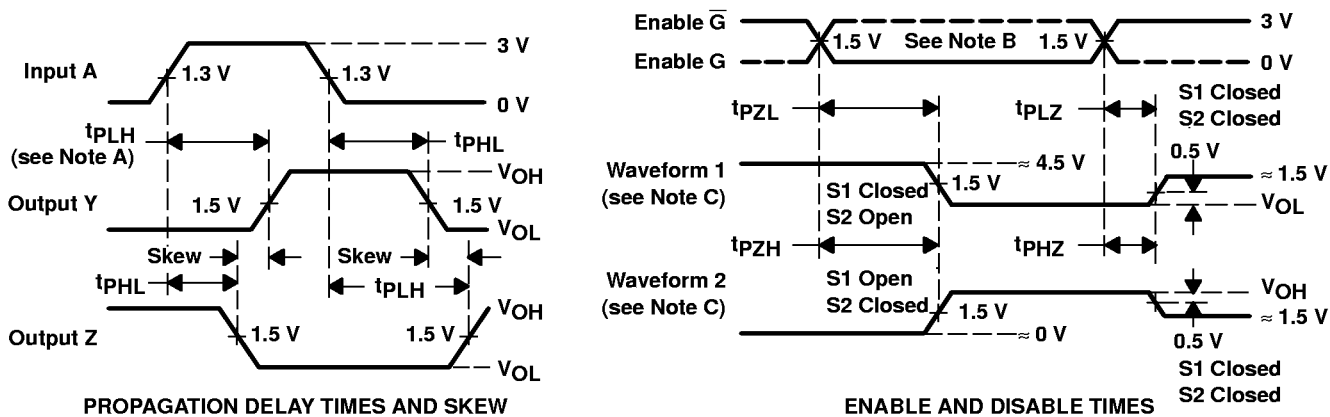 Input A
1.3 V
1.3 V
3 V
0 V
tPLH
(see Note A)
tPHL
Output Y
1.5 V
1.5 V
VOH
VOL
Skew
Skew
tPHL
tPLH
Output Z
1.5 V
1.5 V
VOH
VOL
PROPAGATION DELAY TIMES AND SKEW
Enable G̅
Enable G
1.5 V
See Note B
1.5 V
3 V
0 V
tPZL
tPLZ
S1 Closed
S2 Closed
Waveform 1
(see Note C)
S1 Closed
S2 Open
≈ 4.5 V
1.5 V
0.5 V
≈ 1.5 V
VOL
tPZH
tPHZ
Waveform 2
(see Note C)
S1 Open
S2 Closed
1.5 V
≈ 0 V
VOH
≈ 1.5 V
0.5 V
S1 Closed
S2 Closed
ENABLE AND DISABLE TIMES